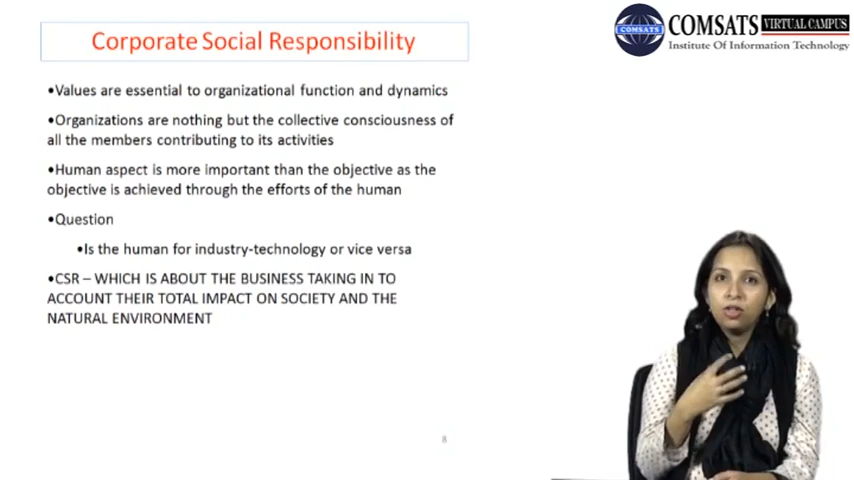 Corporate Social Responsibility
COMSATS VIRTUAL CAMPUS
COMSATS
Institute Of Information Technology
•Values are essential to organizational function and dynamics
•Organizations are nothing but the collective consciousness of
all the members contributing to its activities
•Human aspect is more important than the objective as the
objective is achieved through the efforts of the human
•Question
•Is the human for industry-technology or vice versa
•CSR – WHICH IS ABOUT THE BUSINESS TAKING IN TO
ACCOUNT THEIR TOTAL IMPACT ON SOCIETY AND THE
NATURAL ENVIRONMENT
8